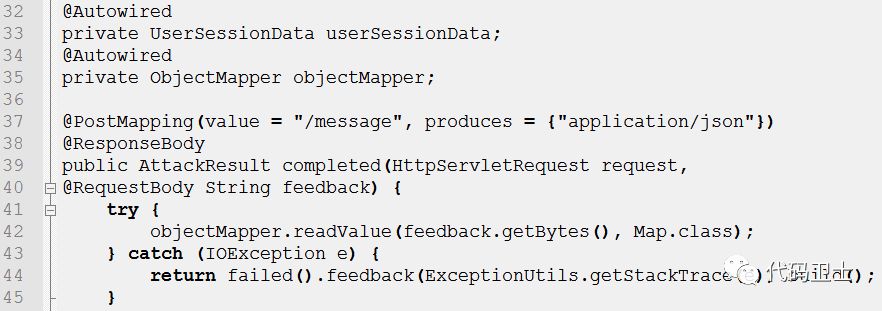 32 @Autowired
33 private UserSessionData userSessionData;
34 @Autowired
35 private ObjectMapper objectMapper;
36
37 @PostMapping(value = "/message", produces = {"application/json"})
38 @ResponseBody
39 public AttackResult completed(HttpServletRequest request,
40 @RequestBody String feedback) {
41 try {
42 objectMapper.readValue(feedback.getBytes(), Map.class);
43 } catch (IOException e) {
44 return failed().feedback(ExceptionUtils.getStackTrace
45 }
代码卫士